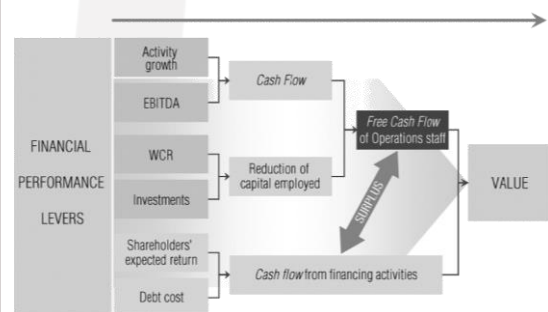 FINANCIAL
PERFORMANCE
LEVERS
Activity
growth
EBITDA
WCR
Investments
Shareholders'
expected return
Debt cost
Cash Flow
Reduction of
capital employed
Cash flow from financing activities
Free Cash Flow
of Operations staff
SURPLUS
VALUE